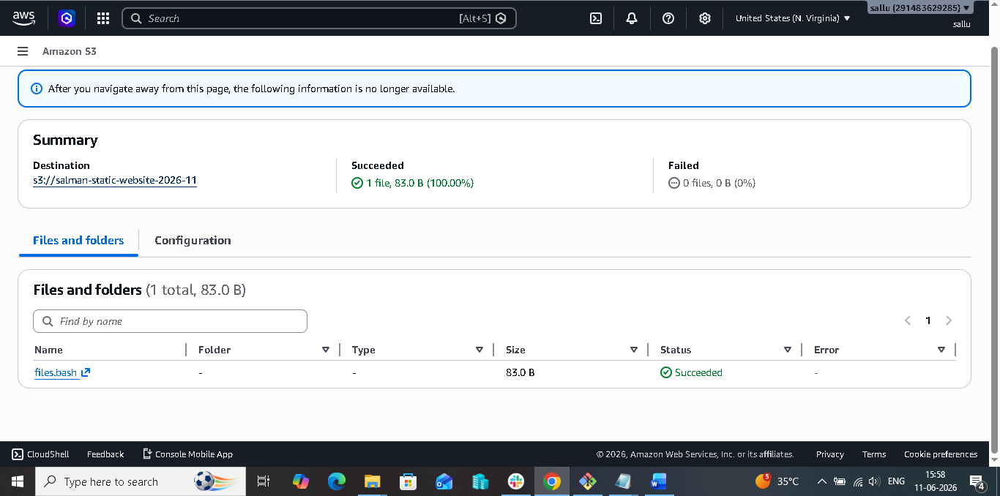 aws
Search [Alt+S]
United States (N. Virginia)
sallu (291483629285)
sallu
Amazon S3
After you navigate away from this page, the following information is no longer available.
Summary
Destination
s3://salman-static-website-2026-11
Succeeded
1 file, 83.0 B (100.00%)
Failed
0 files, 0 B (0%)
Files and folders
Configuration
Files and folders (1 total, 83.0 B)
Find by name
1
Name Folder Type Size Status Error
files.bash - - 83.0 B Succeeded -
CloudShell Feedback Console Mobile App © 2026, Amazon Web Services, Inc. or its affiliates. Privacy Terms Cookie preferences
Type here to search
5
35°C
ENG
15:58
11-06-2026
4